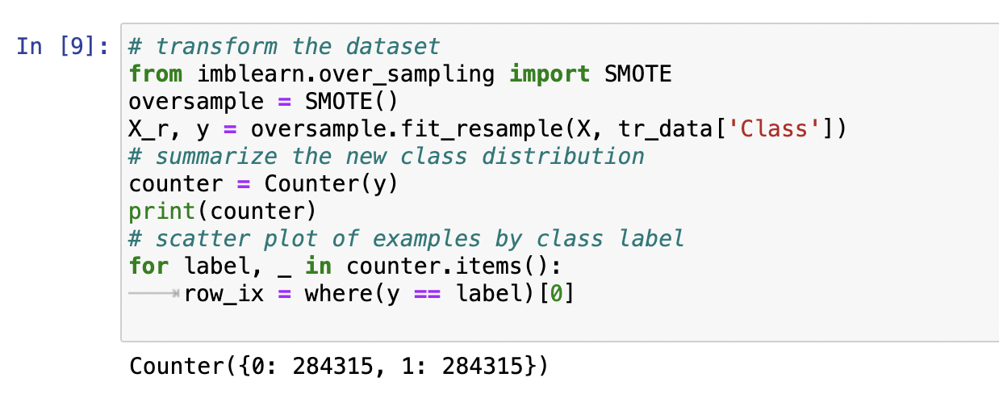 In [9]: # transform the dataset
from imblearn.over_sampling import SMOTE
oversample = SMOTE()
X_r, y = oversample.fit_resample(X, tr_data['Class'])
# summarize the new class distribution
counter = Counter(y)
print(counter)
# scatter plot of examples by class label
for label, _ in counter.items():
	row_ix = where(y == label)[0]
Counter({0: 284315, 1: 284315})